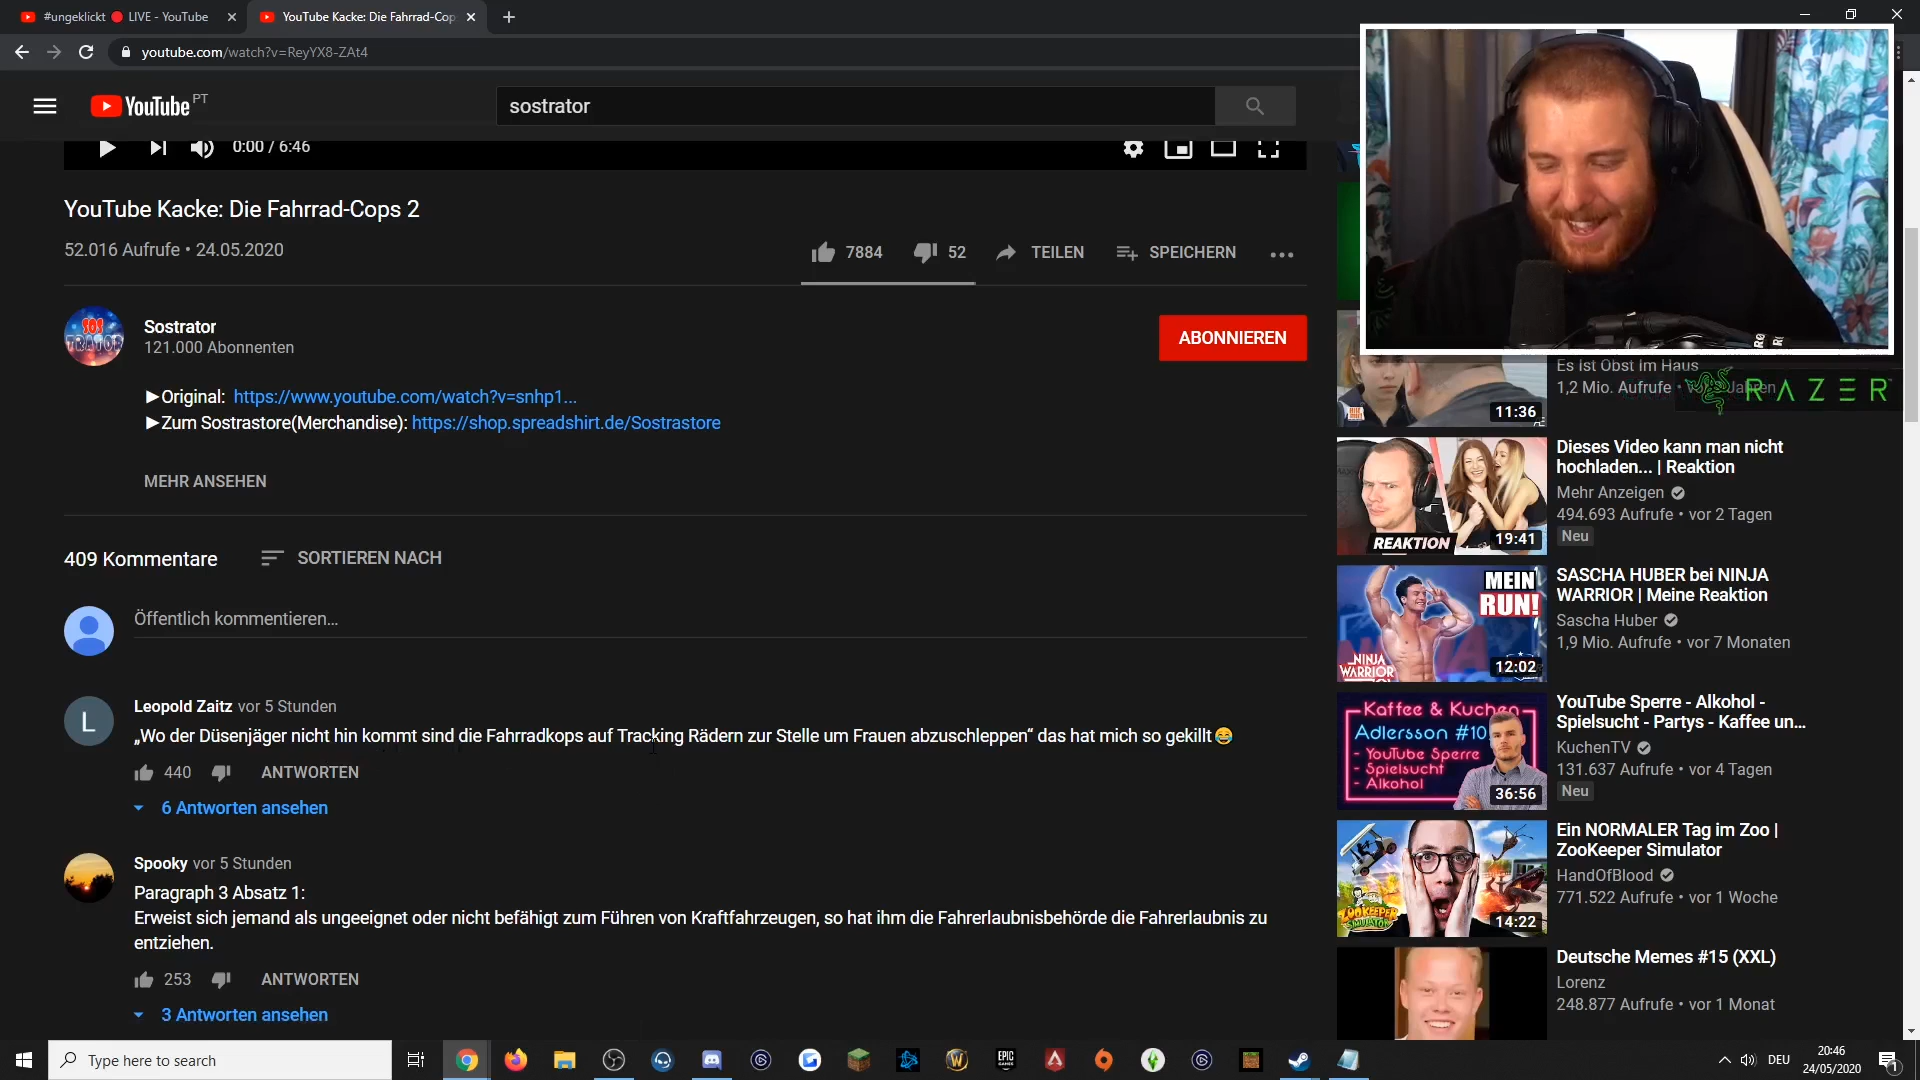 #ungeklickt 🔴 LIVE - YouTube
YouTube Kacke: Die Fahrrad-Cop
youtube.com/watch?v=ReyYX8-ZAt4
YouTube PT
sostrator
0:00 / 6:46
YouTube Kacke: Die Fahrrad-Cops 2
52.016 Aufrufe • 24.05.2020
7884
52
TEILEN
SPEICHERN
SOS
TRATOR
Sostrator
121.000 Abonnenten
ABONNIEREN
►Original: https://www.youtube.com/watch?v=snhp1...
►Zum Sostrastore(Merchandise): https://shop.spreadshirt.de/Sostrastore
MEHR ANSEHEN
409 Kommentare
SORTIEREN NACH
Öffentlich kommentieren...
L
Leopold Zaitz vor 5 Stunden
„Wo der Düsenjäger nicht hin kommt sind die Fahrradkops auf Tracking Rädern zur Stelle um Frauen abzuschleppen“ das hat mich so gekillt😂
440
ANTWORTEN
6 Antworten ansehen
Spooky vor 5 Stunden
Paragraph 3 Absatz 1:
Erweist sich jemand als ungeeignet oder nicht befähigt zum Führen von Kraftfahrzeugen, so hat ihm die Fahrerlaubnisbehörde die Fahrerlaubnis zu
entziehen.
253
ANTWORTEN
3 Antworten ansehen
Es ist Obst im Haus
1,2 Mio. Aufrufe
RAZER
11:36
Dieses Video kann man nicht
hochladen... | Reaktion
Mehr Anzeigen
494.693 Aufrufe • vor 2 Tagen
Neu
REAKTION
19:41
SASCHA HUBER bei NINJA
WARRIOR | Meine Reaktion
Sascha Huber
1,9 Mio. Aufrufe • vor 7 Monaten
MEIN
RUN!
NINJA
WARRIOR
12:02
YouTube Sperre - Alkohol -
Spielsucht - Partys - Kaffee un...
KuchenTV
131.637 Aufrufe • vor 4 Tagen
Neu
Kaffee & Kuchen
Adlersson #10
- YouTube Sperre
- Spielsucht
- Alkohol
36:56
Ein NORMALER Tag im Zoo |
ZooKeeper Simulator
HandOfBlood
771.522 Aufrufe • vor 1 Woche
ZOOKEEPER
SIMULATOR
14:22
Deutsche Memes #15 (XXL)
Lorenz
248.877 Aufrufe • vor 1 Monat
Type here to search
EPIC
GAMES
DEU
20:46
24/05/2020
1